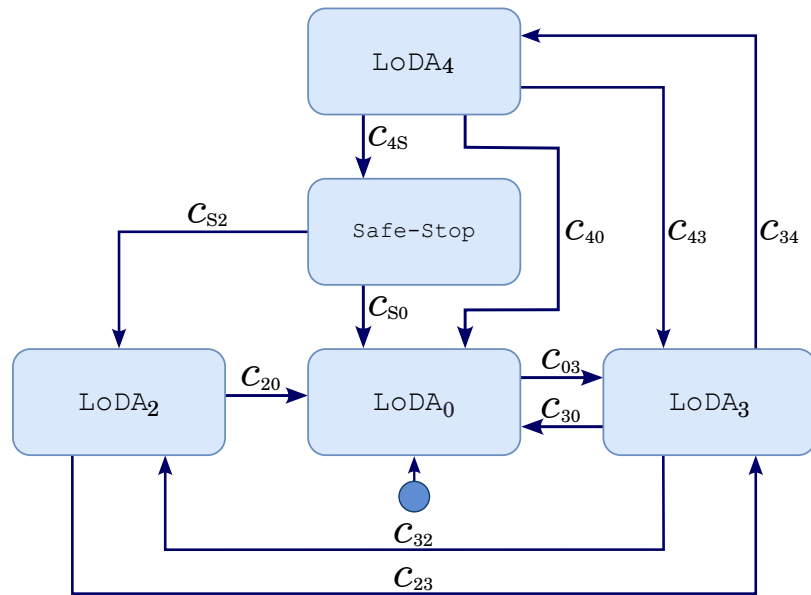 LoDA₄
c₄S
c₄₀
c₄₃
c₃₄
cS₂
Safe-Stop
cS₀
LoDA₂
c₂₀
LoDA₀
c₀₃
c₃₀
LoDA₃
c₃₂
c₂₃